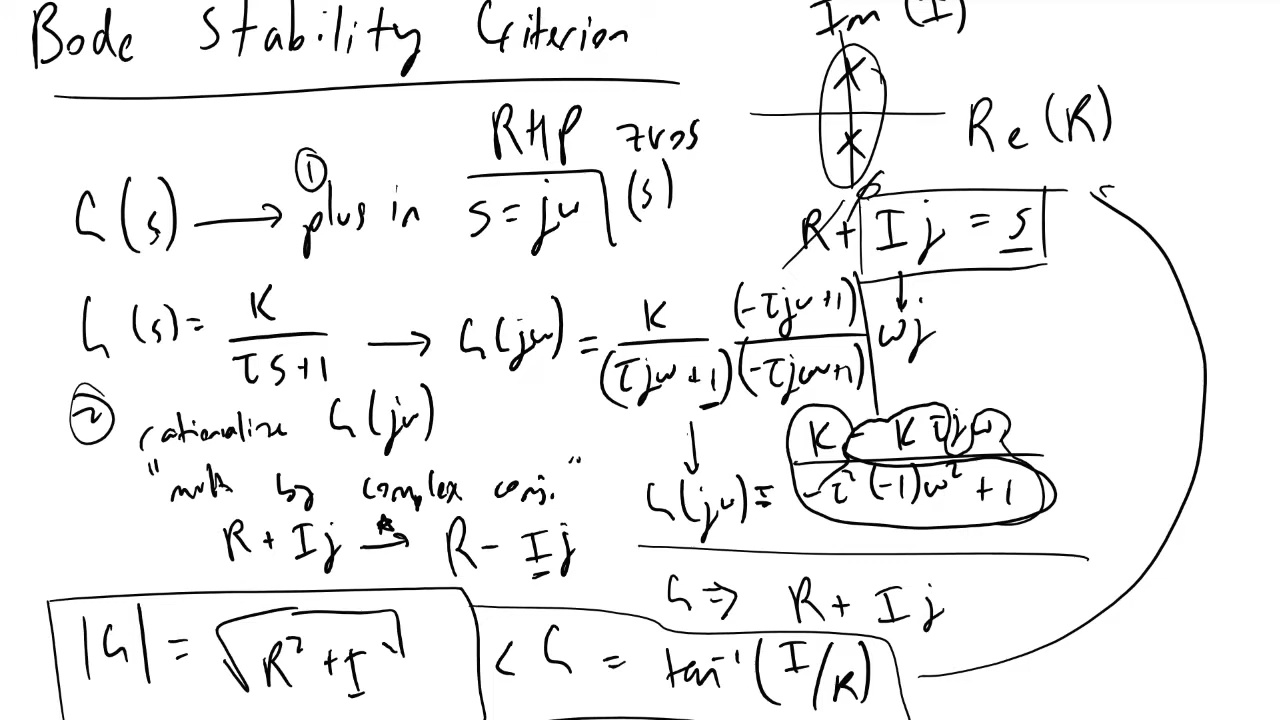 Bode Stability Criterion
Im (I)
Re (R)
RHP zros
G(s) → ① plug in s = jω (s)
R + Ij = s
ωj
G(s) = K / (τs+1) → G(jω) = K / (τjω+1) (-τjω+1) / (-τjω+1)
② rationalize G(jω)
"mult by complex conj."
G(jω) = K - Kτjω / -τ²(-1)ω² + 1
R + Ij → R - Ij
G ⇒ R + Ij
|G| = √(R² + I²)
∢ G = tan⁻¹(I/R)